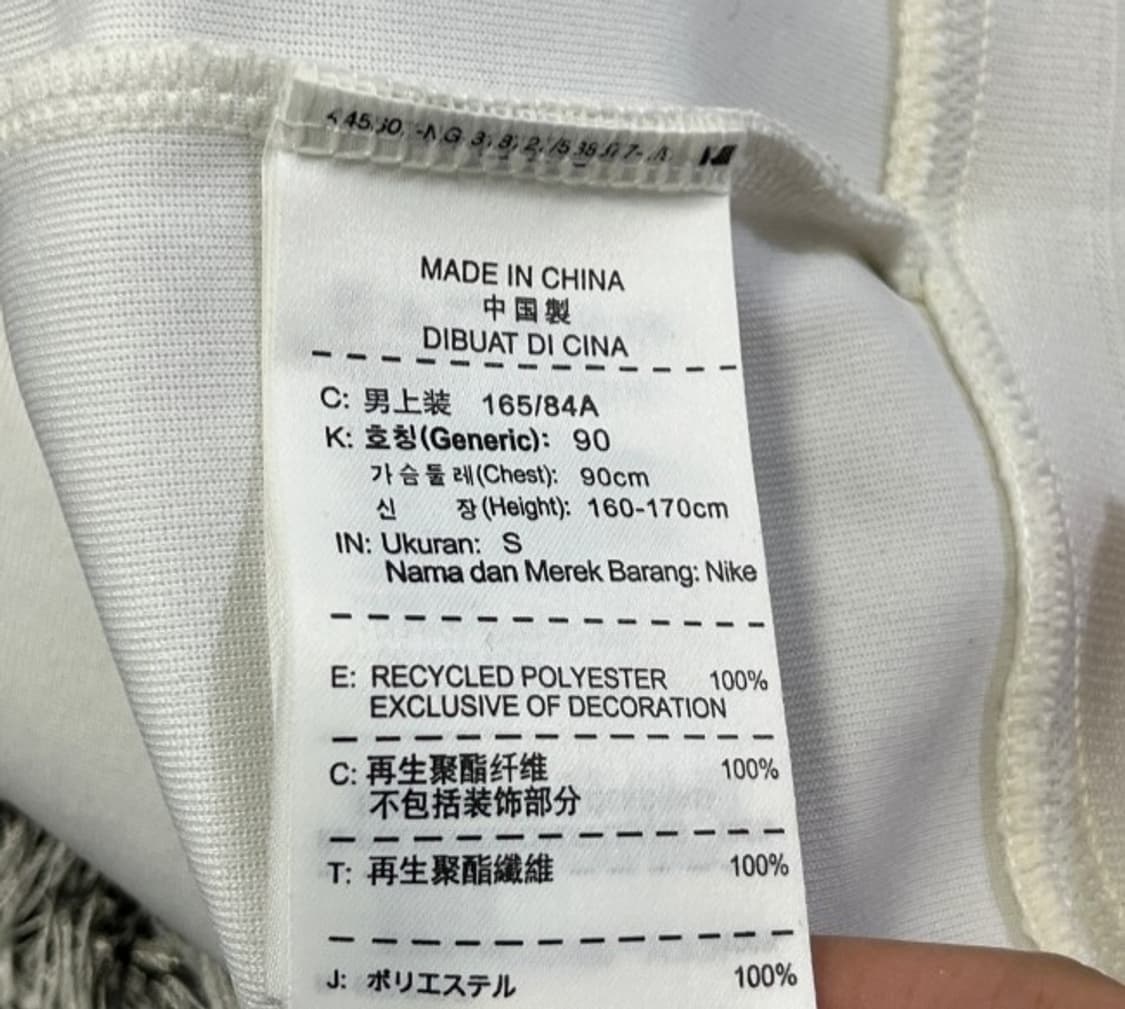 MADE IN CHINA
中国製
DIBUAT DI CINA
C: 男上装 165/84A
K: 호칭(Generic): 90
가슴둘레(Chest): 90cm
신 장(Height): 160-170cm
IN: Ukuran: S
Nama dan Merek Barang: Nike
E: RECYCLED POLYESTER 100%
EXCLUSIVE OF DECORATION
C: 再生聚酯纤维 100%
不包括装饰部分
T: 再生聚酯纖維 100%
J: ポリエステル 100%